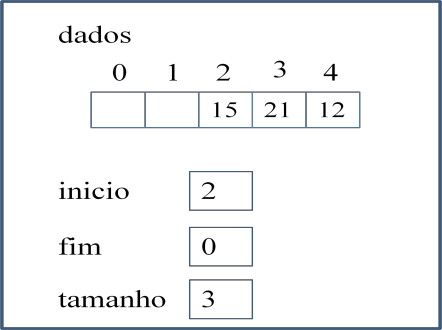 dados
0 1 2 3 4
15 21 12
inicio 2
fim 0
tamanho 3